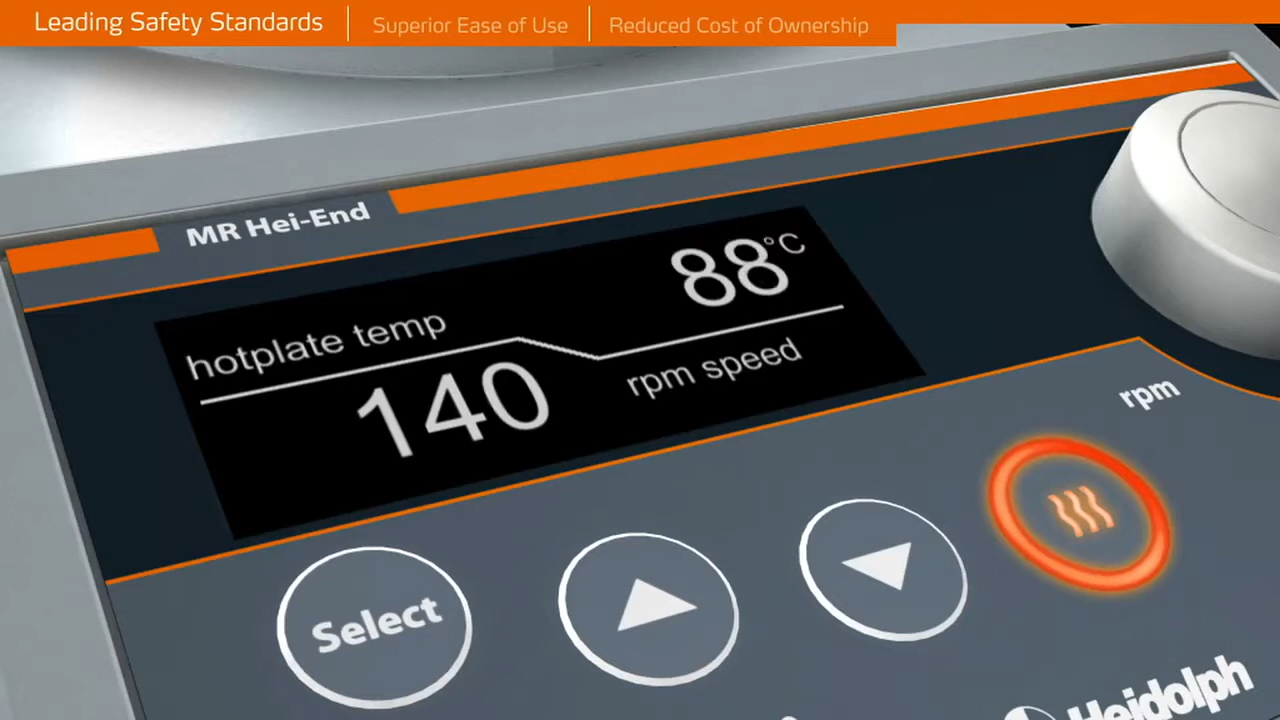 Leading Safety Standards | Superior Ease of Use | Reduced Cost of Ownership
MR Hei-End
hotplate temp 88°C
140 rpm speed
rpm
Select
Heidolph